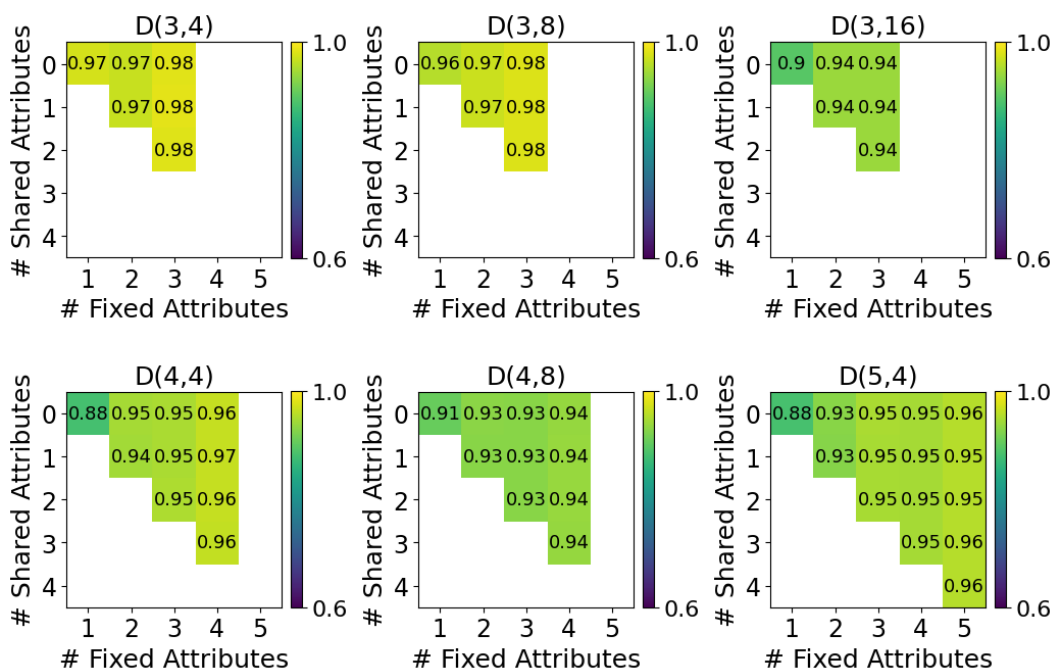 D(3,4)
# Shared Attributes
0
1
2
3
4
0.97 0.97 0.98
0.97 0.98
0.98
1 2 3 4 5
# Fixed Attributes
1.0
0.6
D(3,8)
# Shared Attributes
0
1
2
3
4
0.96 0.97 0.98
0.97 0.98
0.98
1 2 3 4 5
# Fixed Attributes
1.0
0.6
D(3,16)
# Shared Attributes
0
1
2
3
4
0.9 0.94 0.94
0.94 0.94
0.94
1 2 3 4 5
# Fixed Attributes
1.0
0.6
D(4,4)
# Shared Attributes
0
1
2
3
4
0.88 0.95 0.95 0.96
0.94 0.95 0.97
0.95 0.96
0.96
1 2 3 4 5
# Fixed Attributes
1.0
0.6
D(4,8)
# Shared Attributes
0
1
2
3
4
0.91 0.93 0.93 0.94
0.93 0.93 0.94
0.93 0.94
0.94
1 2 3 4 5
# Fixed Attributes
1.0
0.6
D(5,4)
# Shared Attributes
0
1
2
3
4
0.88 0.93 0.95 0.95 0.96
0.93 0.95 0.95 0.95
0.95 0.95 0.95
0.95 0.96
0.96
1 2 3 4 5
# Fixed Attributes
1.0
0.6